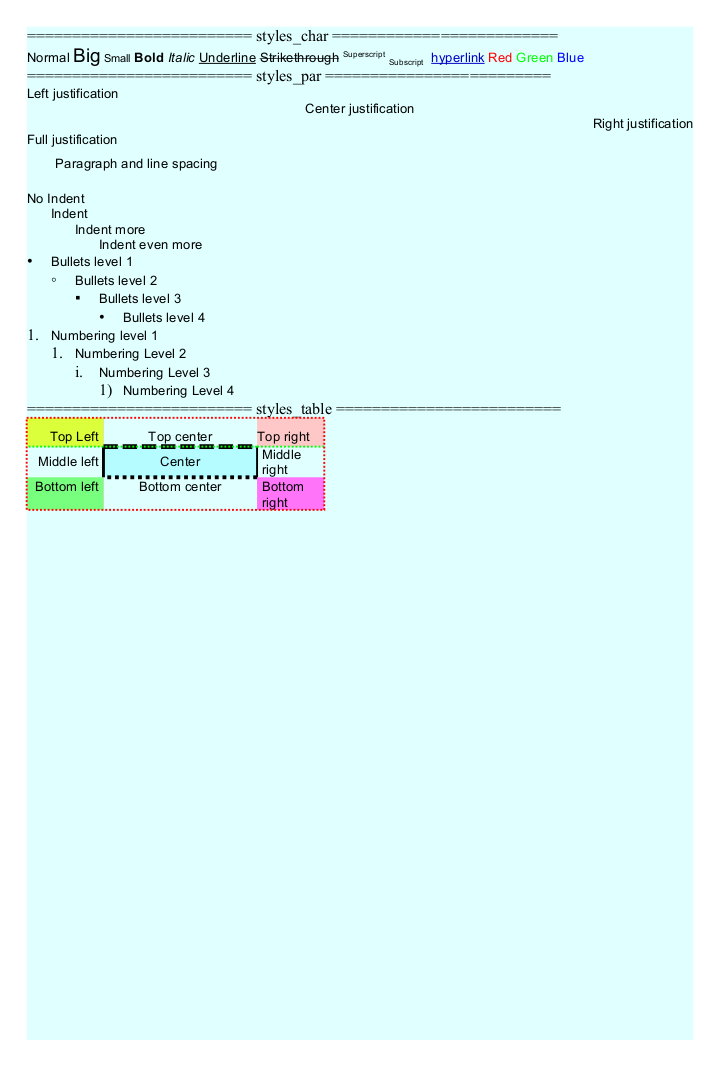 ========================= styles_char =========================
Normal Big Small Bold Italic Underline Strikethrough Superscript Subscript hyperlink Red Green Blue
========================= styles_par =========================
Left justification
Center justification
Right justification
Full justification
Paragraph and line spacing
No Indent
Indent
Indent more
Indent even more
• Bullets level 1
◦ Bullets level 2
▪ Bullets level 3
• Bullets level 4
1. Numbering level 1
1. Numbering Level 2
i. Numbering Level 3
1) Numbering Level 4
========================= styles_table =========================
Top Left Top center Top right
Middle left Center Middle right
Bottom left Bottom center Bottom right